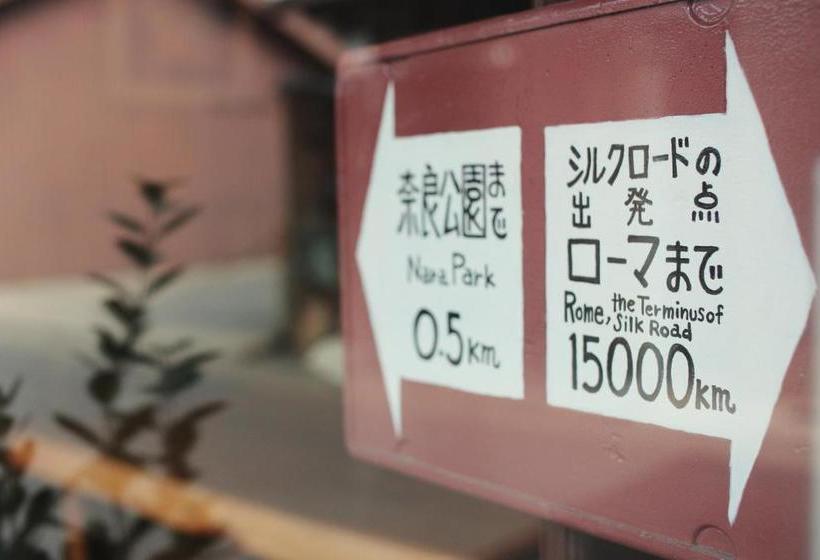 奈良公園まで
Nara Park
0.5km
シルクロードの
出発点
ローマまで
Rome, the Terminus of
Silk Road
15000km